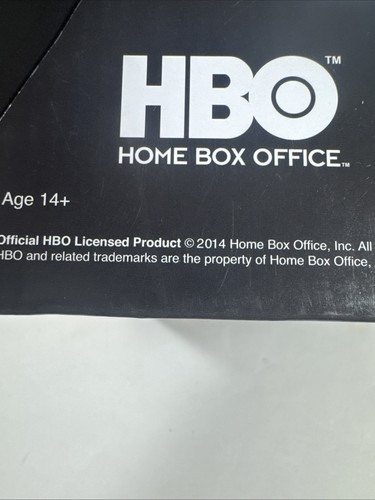 HBO™
HOME BOX OFFICE™
Age 14+
Official HBO Licensed Product © 2014 Home Box Office, Inc. All
HBO and related trademarks are the property of Home Box Office,